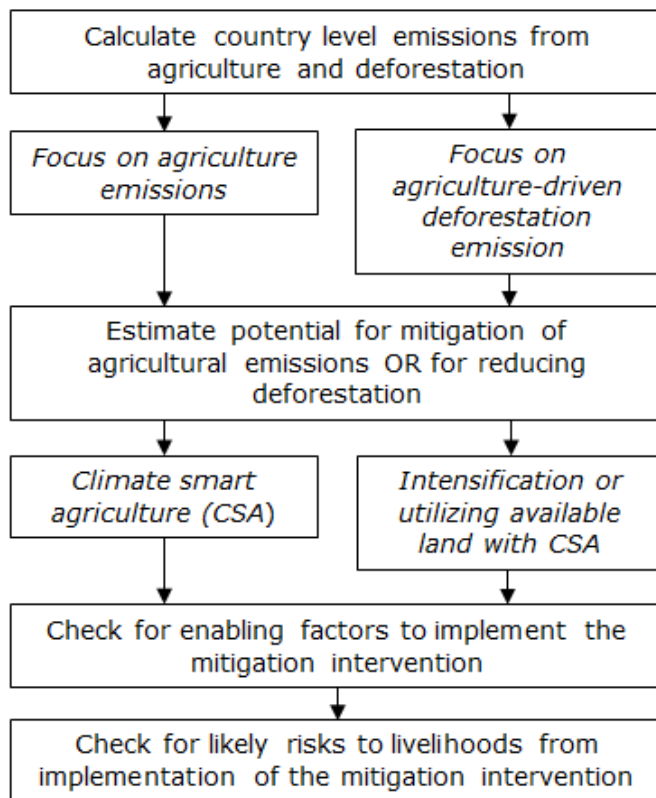 Calculate country level emissions from
agriculture and deforestation
Focus on agriculture
emissions
Focus on
agriculture-driven
deforestation
emission
Estimate potential for mitigation of
agricultural emissions OR for reducing
deforestation
Climate smart
agriculture (CSA)
Intensification or
utilizing available
land with CSA
Check for enabling factors to implement the
mitigation intervention
Check for likely risks to livelihoods from
implementation of the mitigation intervention